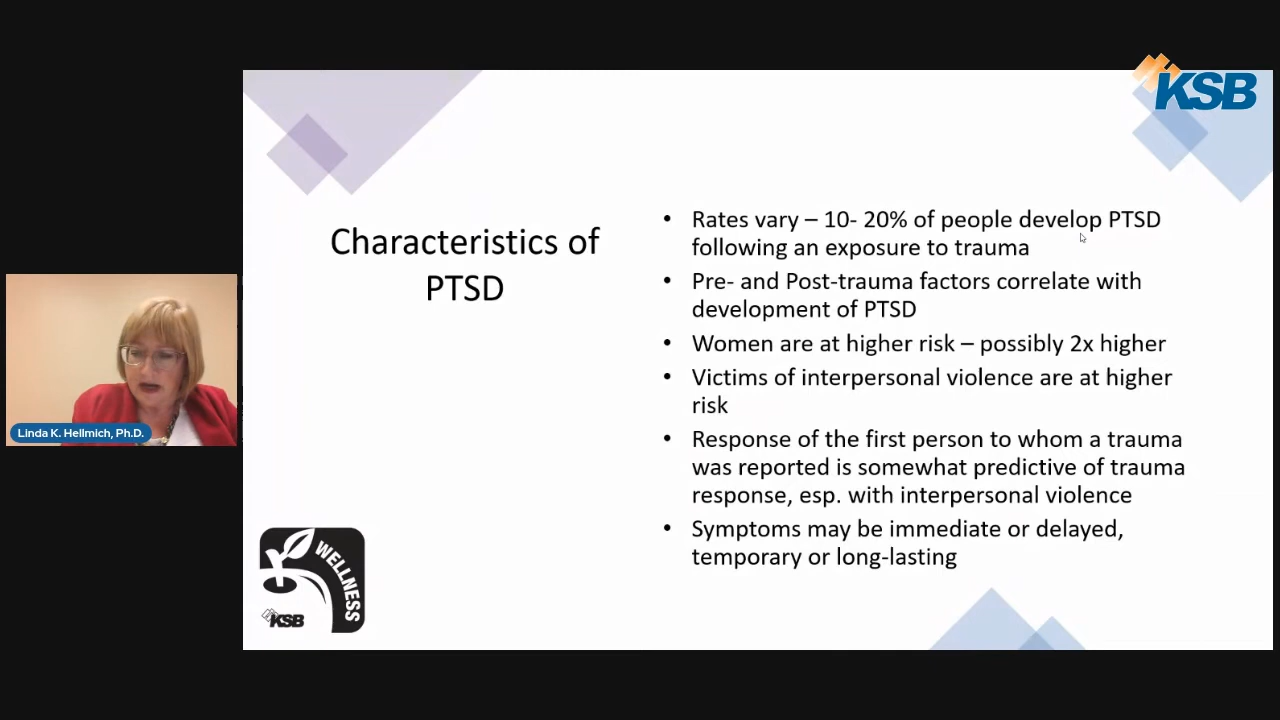 KSB
Characteristics of
PTSD
• Rates vary – 10- 20% of people develop PTSD
following an exposure to trauma
• Pre- and Post-trauma factors correlate with
development of PTSD
• Women are at higher risk – possibly 2x higher
• Victims of interpersonal violence are at higher
risk
• Response of the first person to whom a trauma
was reported is somewhat predictive of trauma
response, esp. with interpersonal violence
• Symptoms may be immediate or delayed,
temporary or long-lasting
Linda K. Hellmich, Ph.D.
WELLNESS
KSB